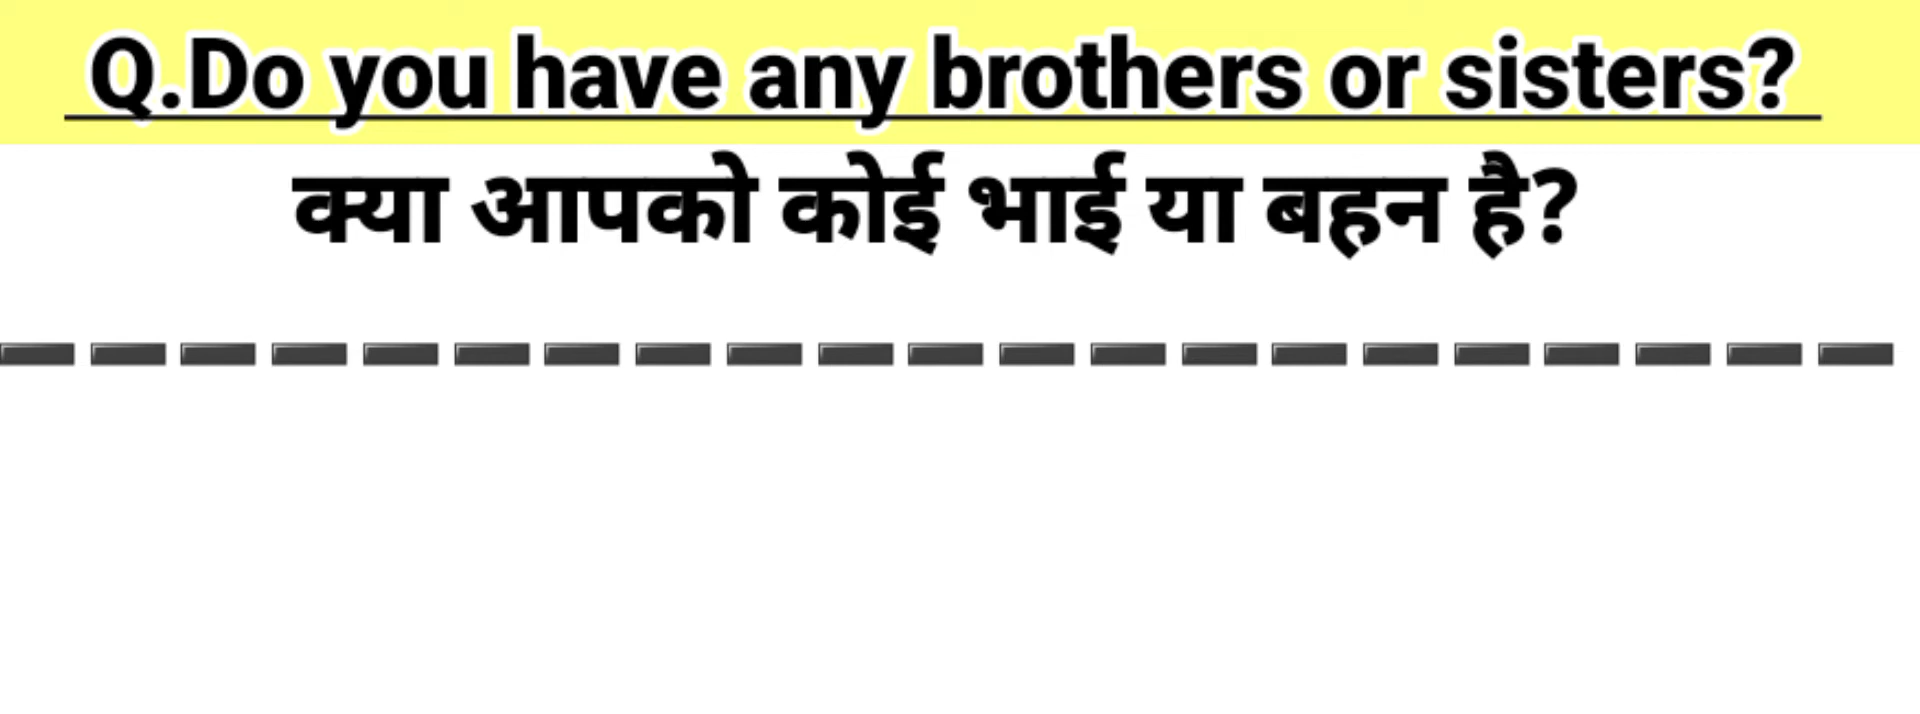 Q.Do you have any brothers or sisters?
क्या आपको कोई भाई या बहन है?